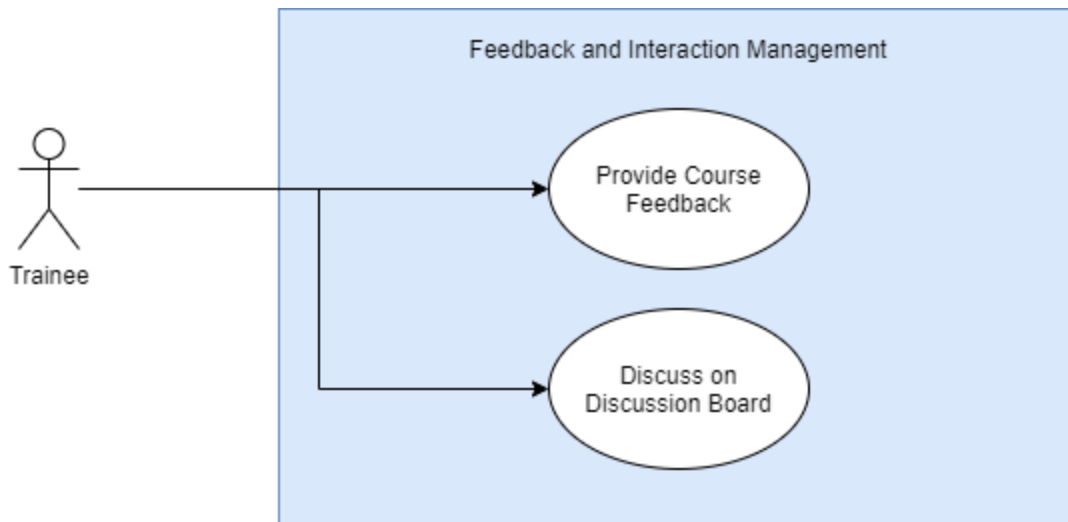 Feedback and Interaction Management
Provide Course
Feedback
Trainee
Discuss on
Discussion Board